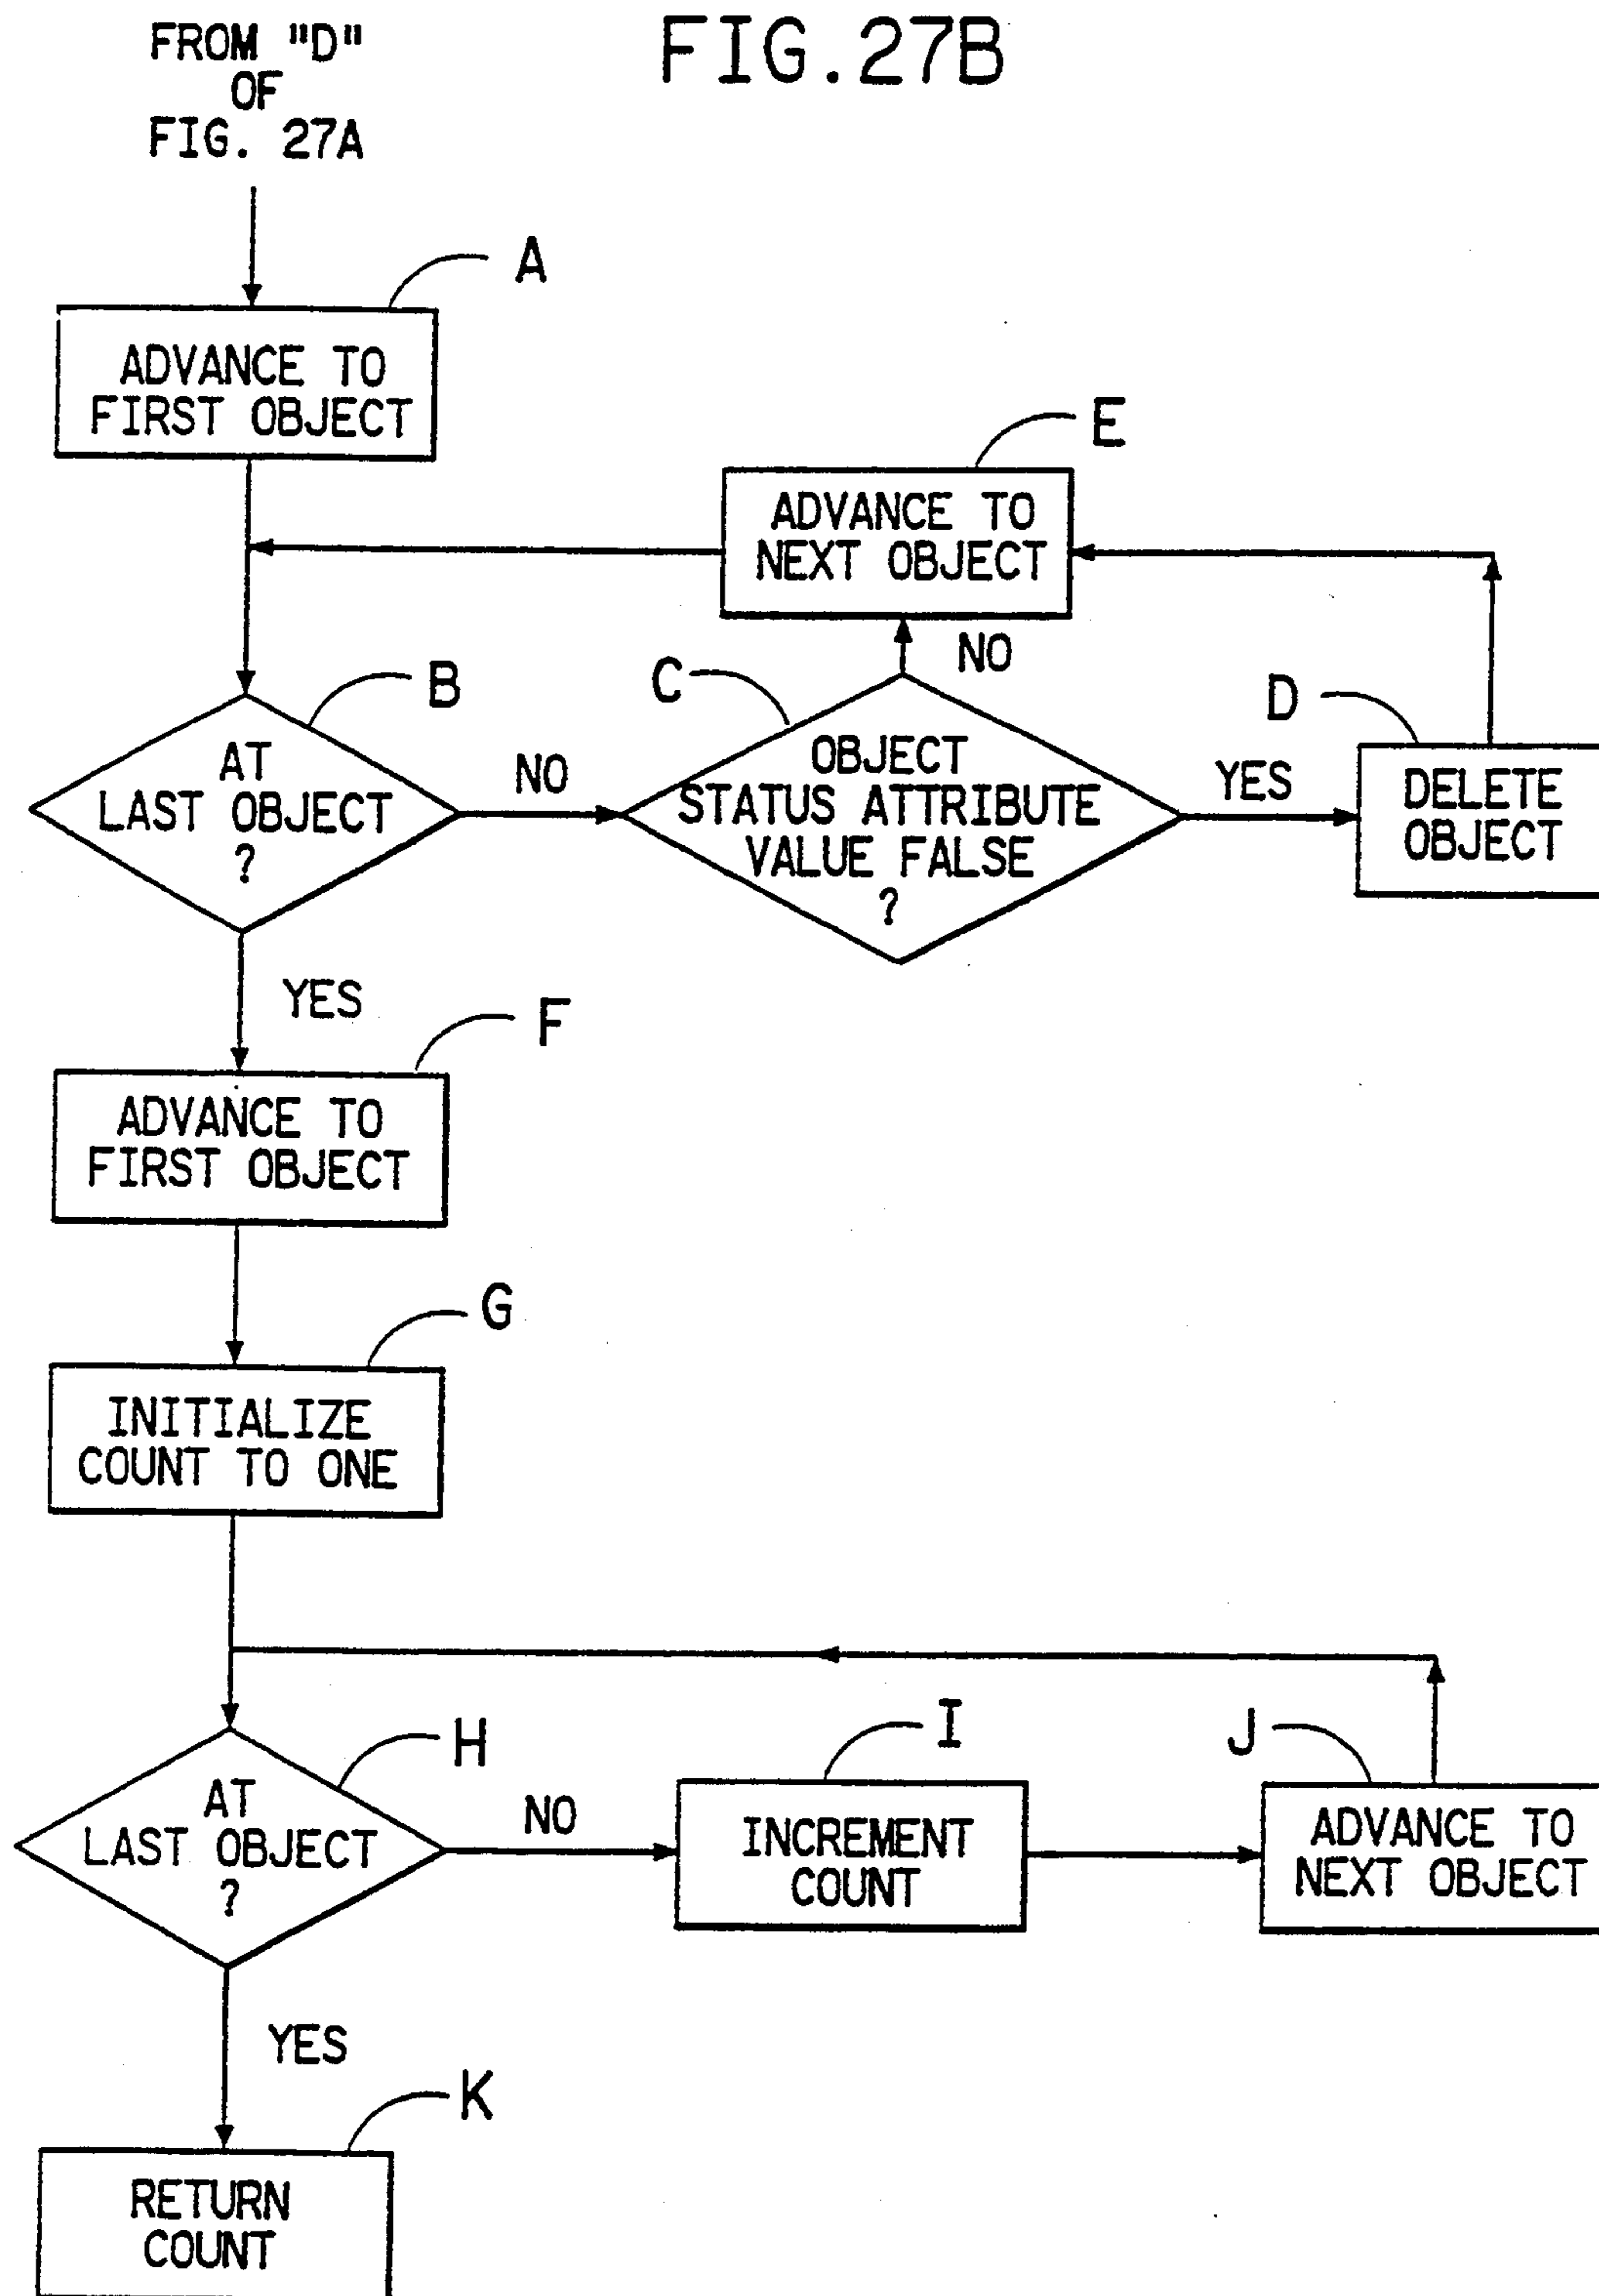 FROM "D"
OF
FIG. 27A
FIG.27B
A
ADVANCE TO
FIRST OBJECT
E
ADVANCE TO
NEXT OBJECT
NO
B
AT
LAST OBJECT
?
NO
C
OBJECT
STATUS ATTRIBUTE
VALUE FALSE
?
YES
D
DELETE
OBJECT
YES
F
ADVANCE TO
FIRST OBJECT
G
INITIALIZE
COUNT TO ONE
H
AT
LAST OBJECT
?
NO
I
INCREMENT
COUNT
J
ADVANCE TO
NEXT OBJECT
YES
K
RETURN
COUNT